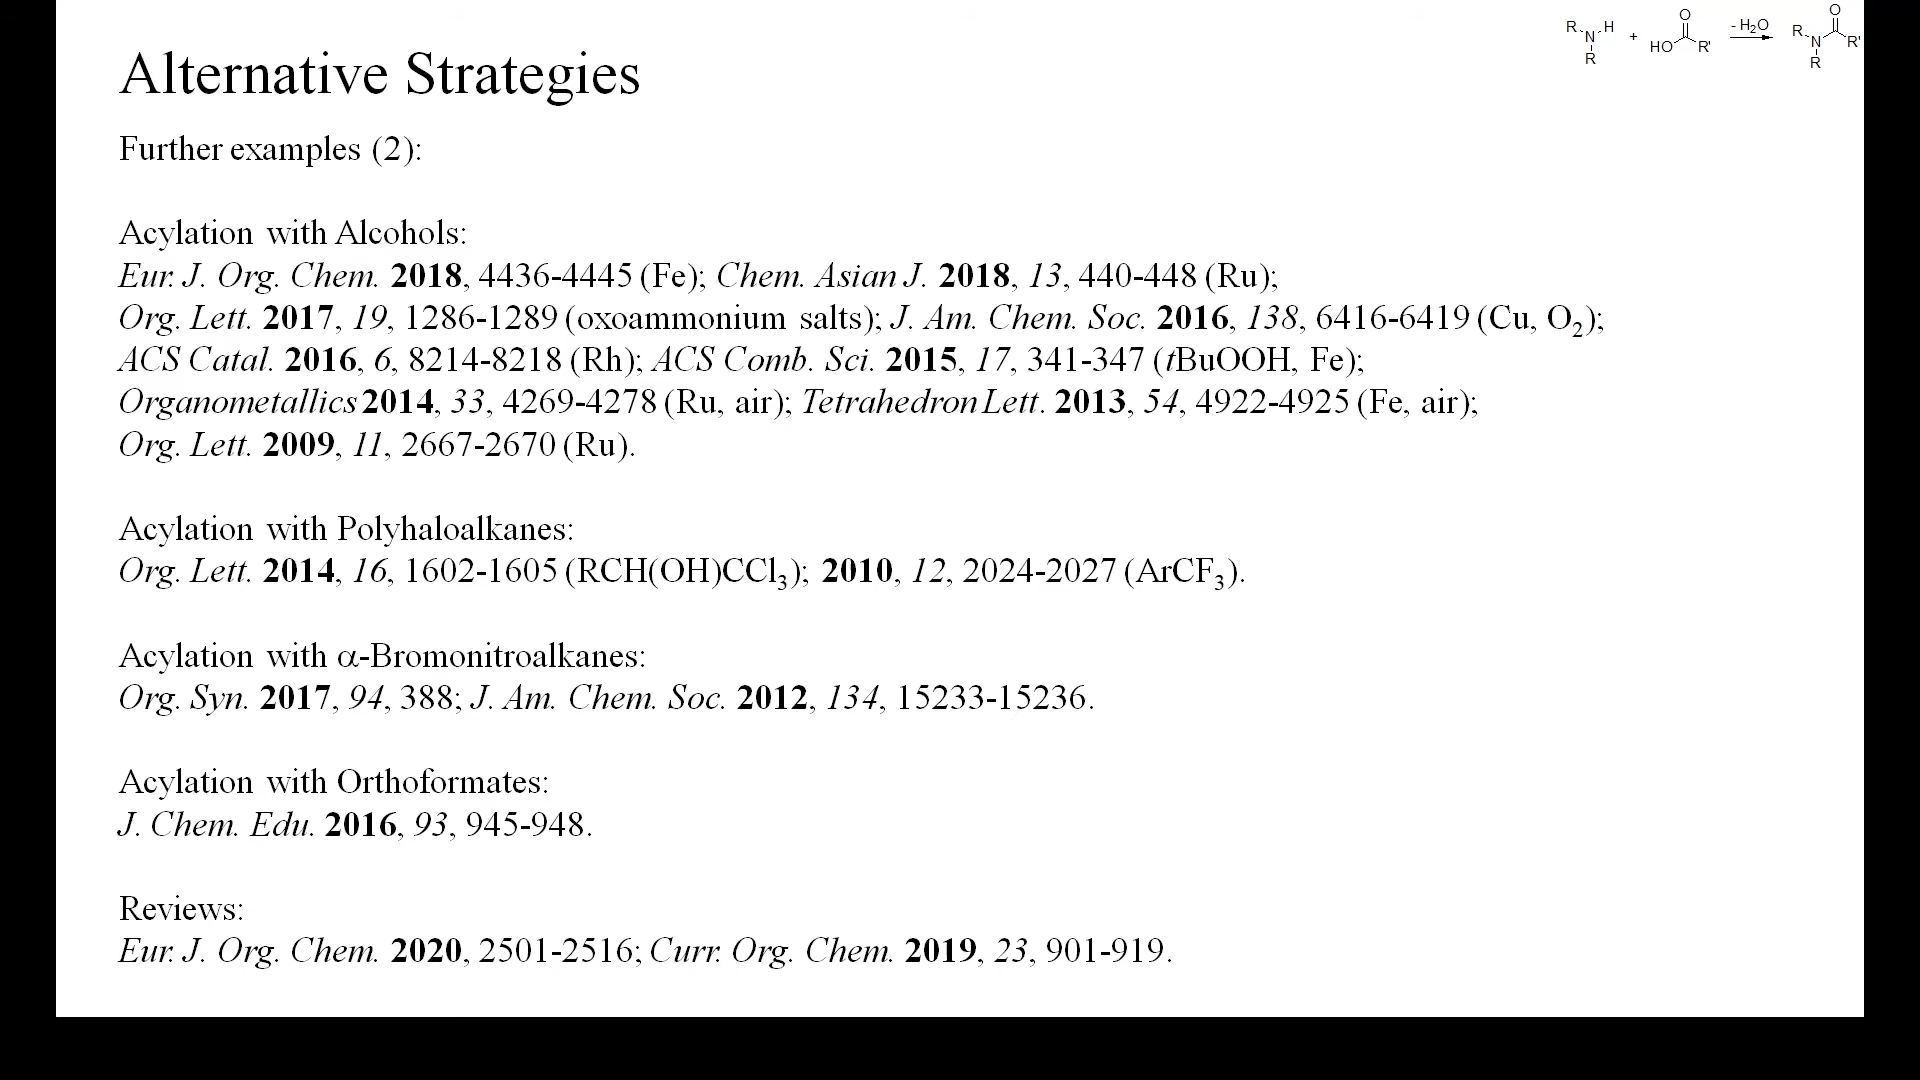 Alternative Strategies
R N H R + HO O R' - H₂O R N R O R'
Further examples (2):
Acylation with Alcohols:
Eur. J. Org. Chem. 2018, 4436-4445 (Fe); Chem. Asian J. 2018, 13, 440-448 (Ru);
Org. Lett. 2017, 19, 1286-1289 (oxoammonium salts); J. Am. Chem. Soc. 2016, 138, 6416-6419 (Cu, O₂);
ACS Catal. 2016, 6, 8214-8218 (Rh); ACS Comb. Sci. 2015, 17, 341-347 (tBuOOH, Fe);
Organometallics 2014, 33, 4269-4278 (Ru, air); Tetrahedron Lett. 2013, 54, 4922-4925 (Fe, air);
Org. Lett. 2009, 11, 2667-2670 (Ru).
Acylation with Polyhaloalkanes:
Org. Lett. 2014, 16, 1602-1605 (RCH(OH)CCl₃); 2010, 12, 2024-2027 (ArCF₃).
Acylation with α-Bromonitroalkanes:
Org. Syn. 2017, 94, 388; J. Am. Chem. Soc. 2012, 134, 15233-15236.
Acylation with Orthoformates:
J. Chem. Edu. 2016, 93, 945-948.
Reviews:
Eur. J. Org. Chem. 2020, 2501-2516; Curr. Org. Chem. 2019, 23, 901-919.